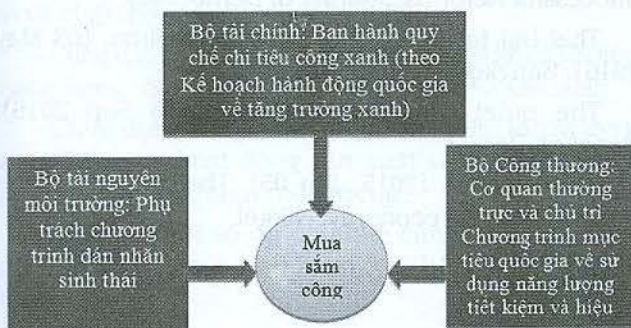 Bộ tài chính: Ban hành quy
chế chi tiêu công xanh (theo
Kế hoạch hành động quốc gia
về tăng trưởng xanh)
Bộ tài nguyên
môi trường: Phụ
trách chương
trình dán nhãn
sinh thái
Mua
sắm
công
Bộ Công thương:
Cơ quan thường
trực và chủ trì
Chương trình mục
tiêu quốc gia về sử
dụng năng lượng
tiết kiệm và hiệu